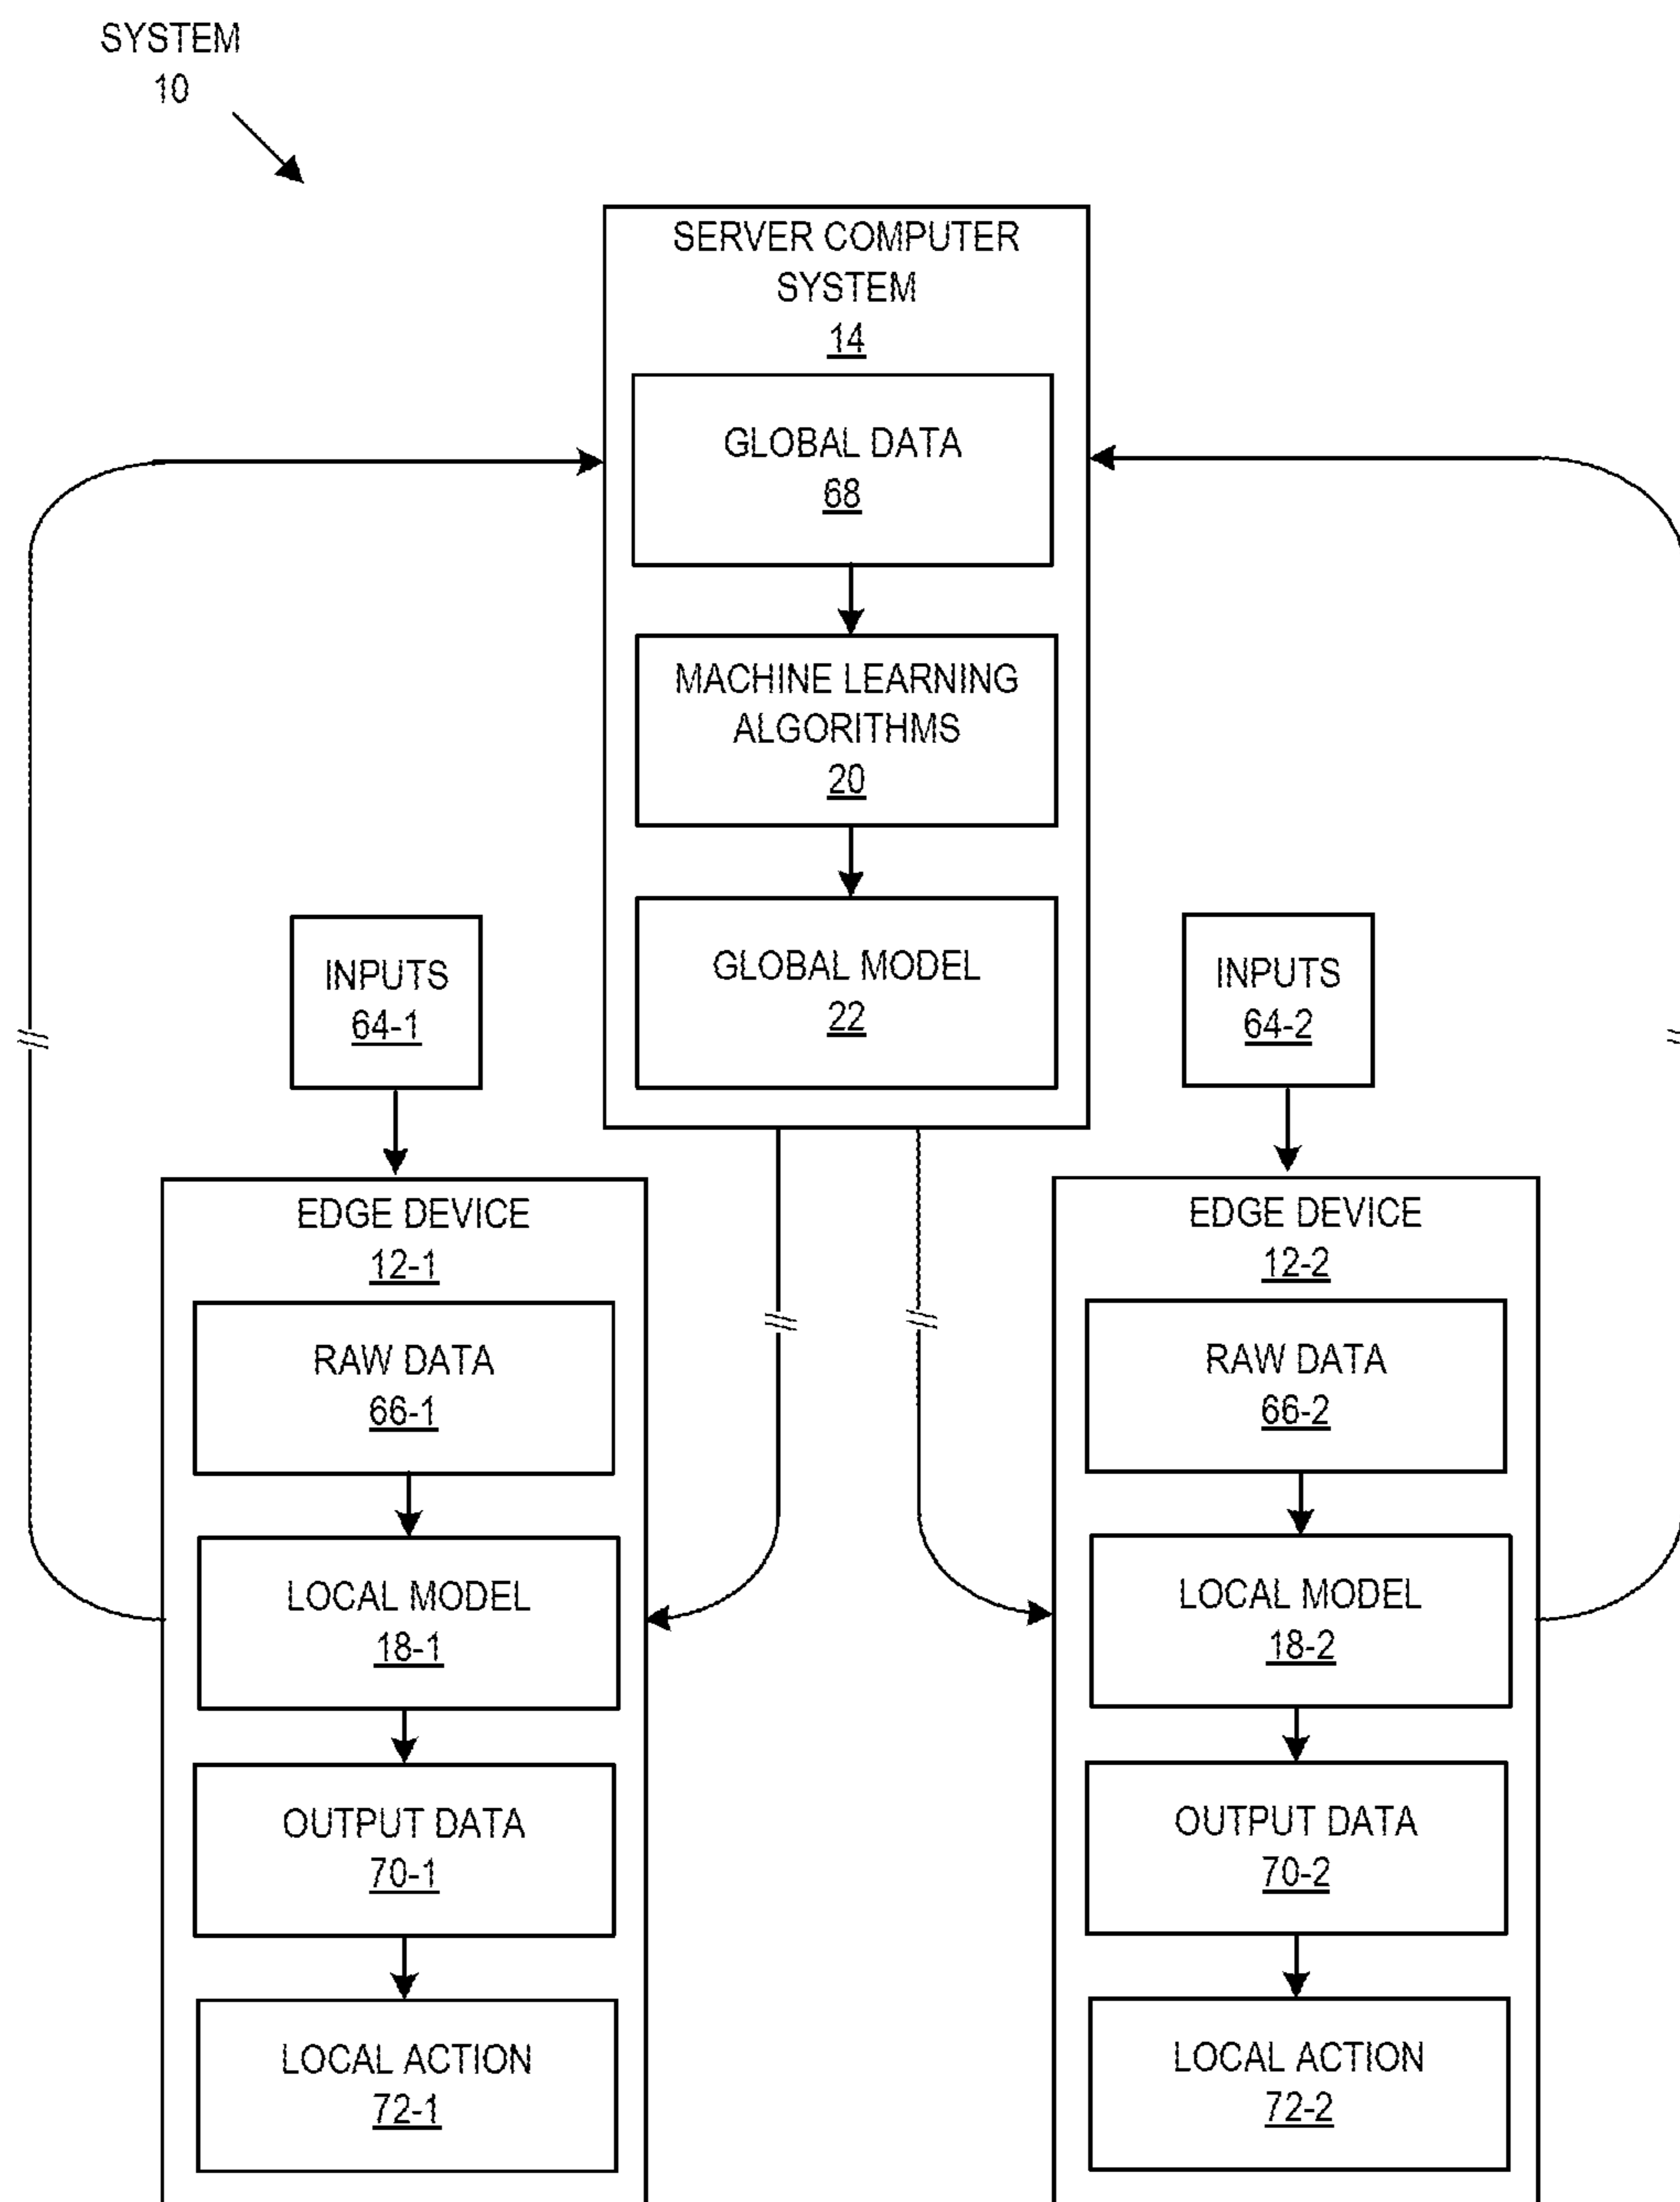 SYSTEM
10
SERVER COMPUTER
SYSTEM
14
GLOBAL DATA
68
MACHINE LEARNING
ALGORITHMS
20
GLOBAL MODEL
22
INPUTS
64-1
INPUTS
64-2
EDGE DEVICE
12-1
RAW DATA
66-1
LOCAL MODEL
18-1
OUTPUT DATA
70-1
LOCAL ACTION
72-1
EDGE DEVICE
12-2
RAW DATA
66-2
LOCAL MODEL
18-2
OUTPUT DATA
70-2
LOCAL ACTION
72-2